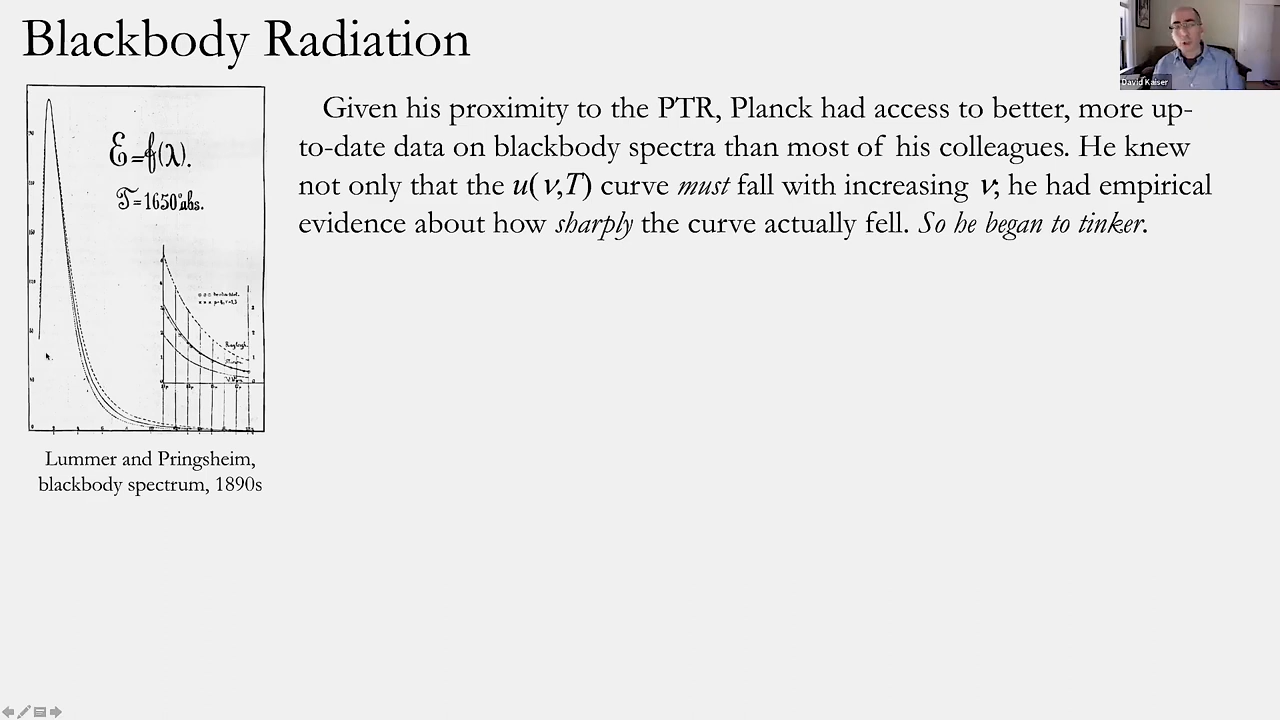 Blackbody Radiation
David Kaiser
Given his proximity to the PTR, Planck had access to better, more up-
to-date data on blackbody spectra than most of his colleagues. He knew
not only that the u(ν,T) curve must fall with increasing ν; he had empirical
evidence about how sharply the curve actually fell. So he began to tinker.
ℰ=f(λ).
T=1650°abs.
Lummer and Pringsheim,
blackbody spectrum, 1890s